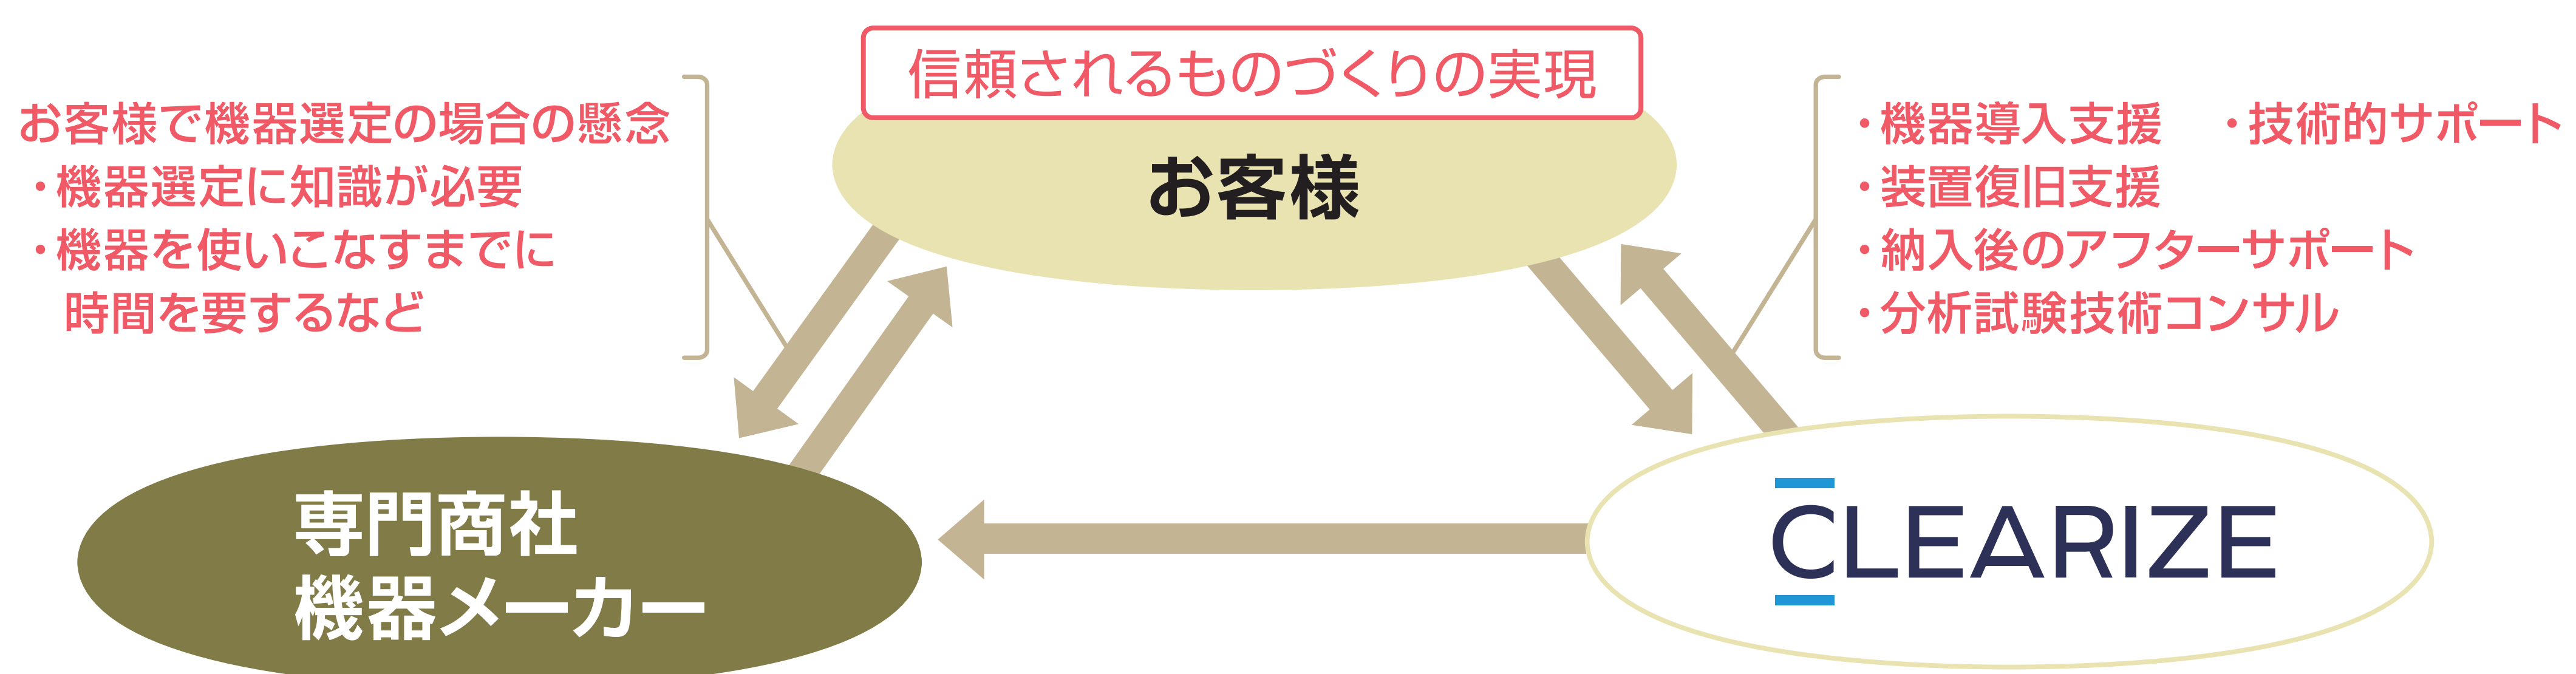 信頼されるものづくりの実現
お客様
お客様で機器選定の場合の懸念
・機器選定に知識が必要
・機器を使いこなすまでに
時間を要するなど
・機器導入支援　・技術的サポート
・装置復旧支援
・納入後のアフターサポート
・分析試験技術コンサル
専門商社
機器メーカー
CLEARIZE